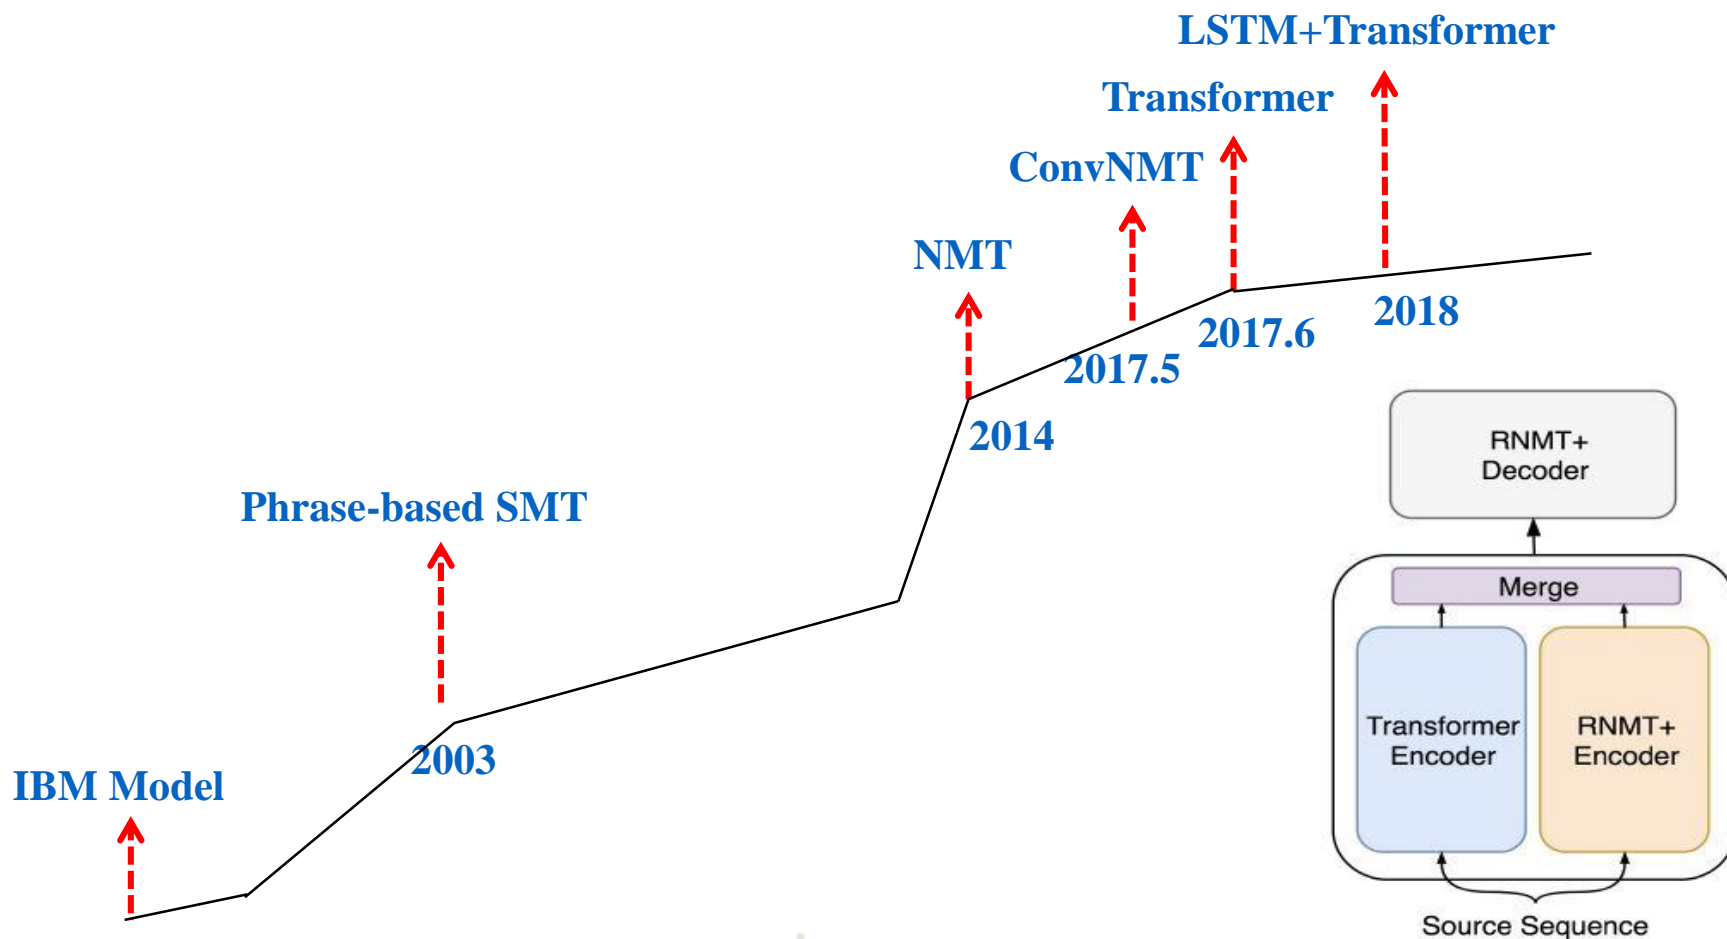 LSTM+Transformer
Transformer
ConvNMT
NMT
2018
2017.6
2017.5
2014
Phrase-based SMT
2003
IBM Model
RNMT+
Decoder
Merge
Transformer
Encoder
RNMT+
Encoder
Source Sequence